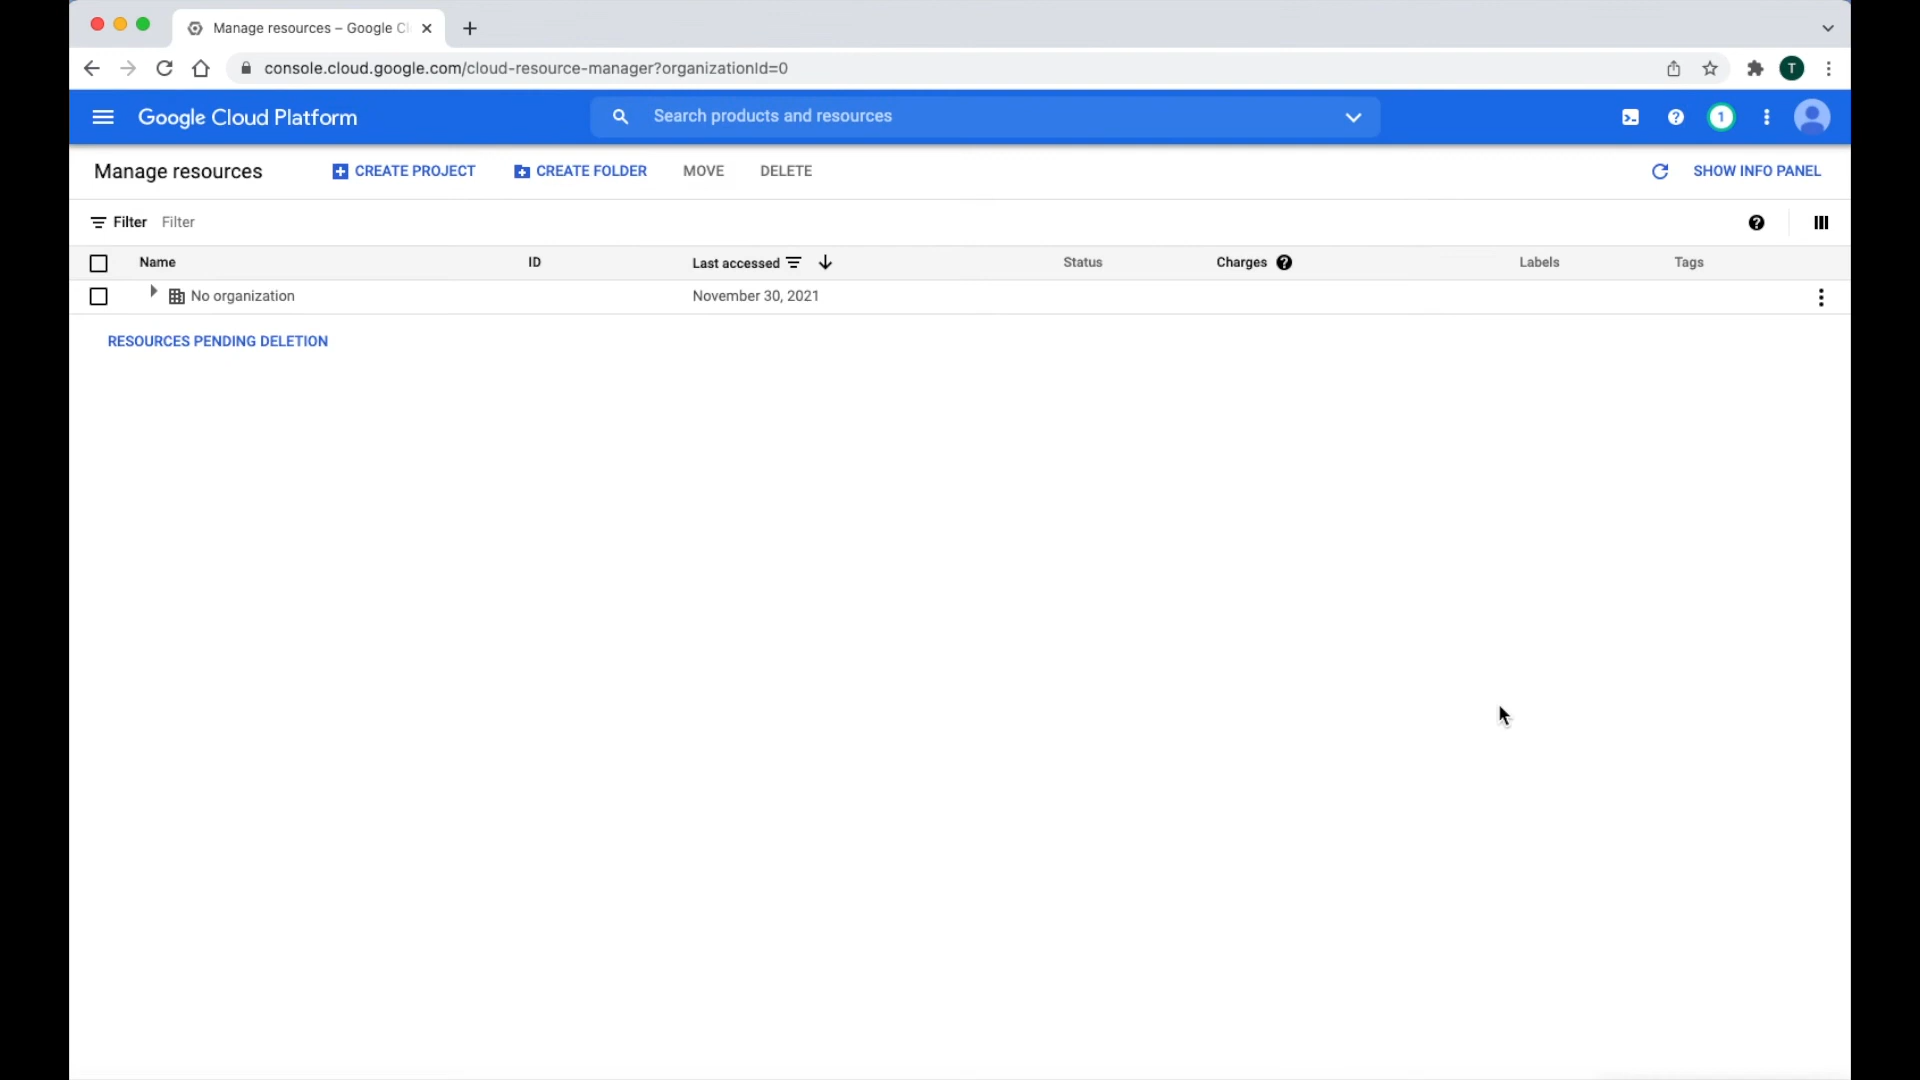 Manage resources – Google Cl
console.cloud.google.com/cloud-resource-manager?organizationId=0
T
Google Cloud Platform
Search products and resources
1
Manage resources
CREATE PROJECT
CREATE FOLDER
MOVE
DELETE
SHOW INFO PANEL
Filter Filter
Name ID Last accessed Status Charges Labels Tags
No organization November 30, 2021
RESOURCES PENDING DELETION